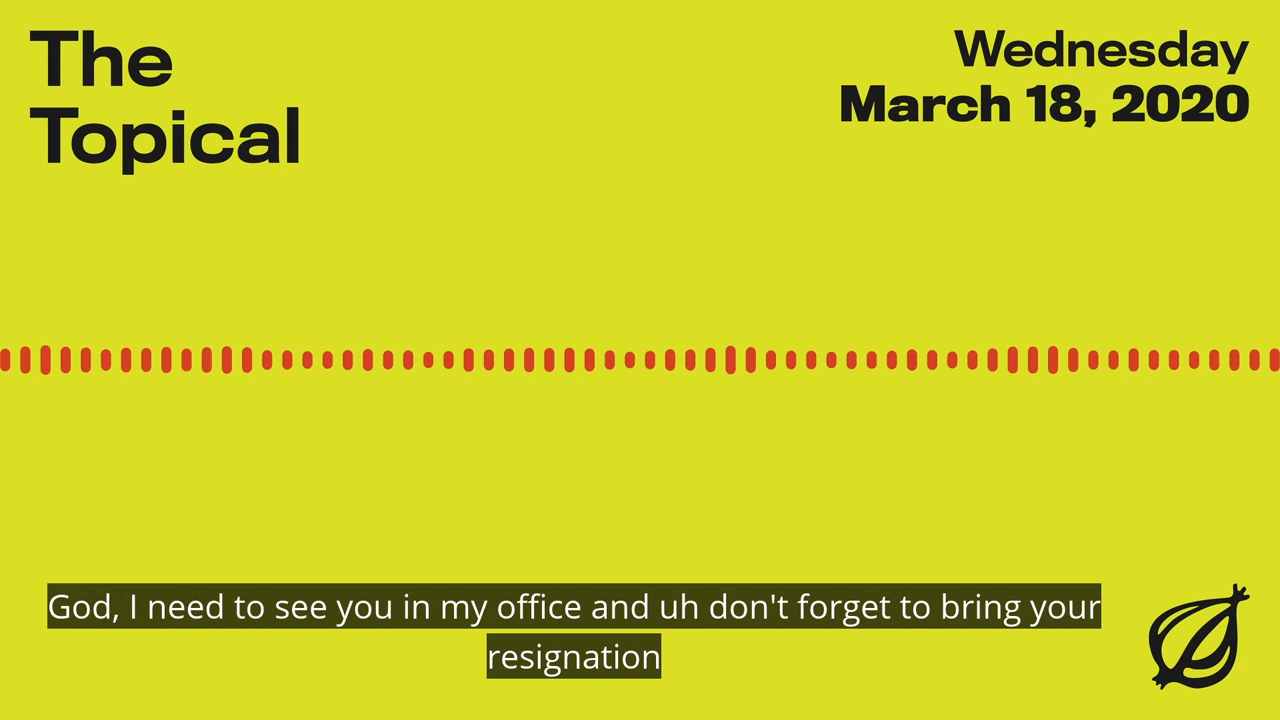 The
Topical
Wednesday
March 18, 2020
God, I need to see you in my office and uh don't forget to bring your
resignation